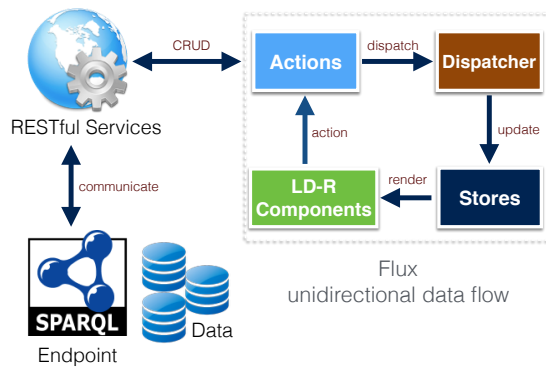 CRUD
Actions
dispatch
Dispatcher
RESTful Services
action
update
communicate
LD-R
Components
render
Stores
SPARQL
Data
Endpoint
Flux
unidirectional data flow